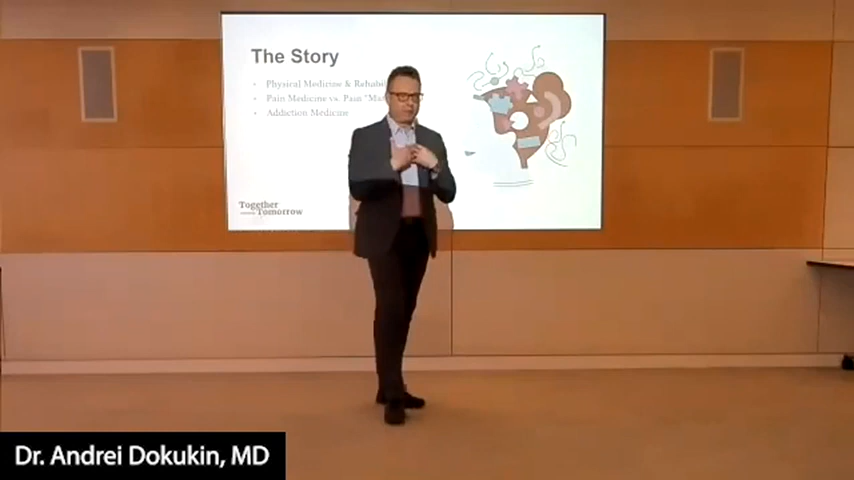 The Story
Physical Medicine & Rehabi
Pain Medicine vs. Pain "Ma
Addiction Medicine
Together
Tomorrow
Dr. Andrei Dokukin, MD